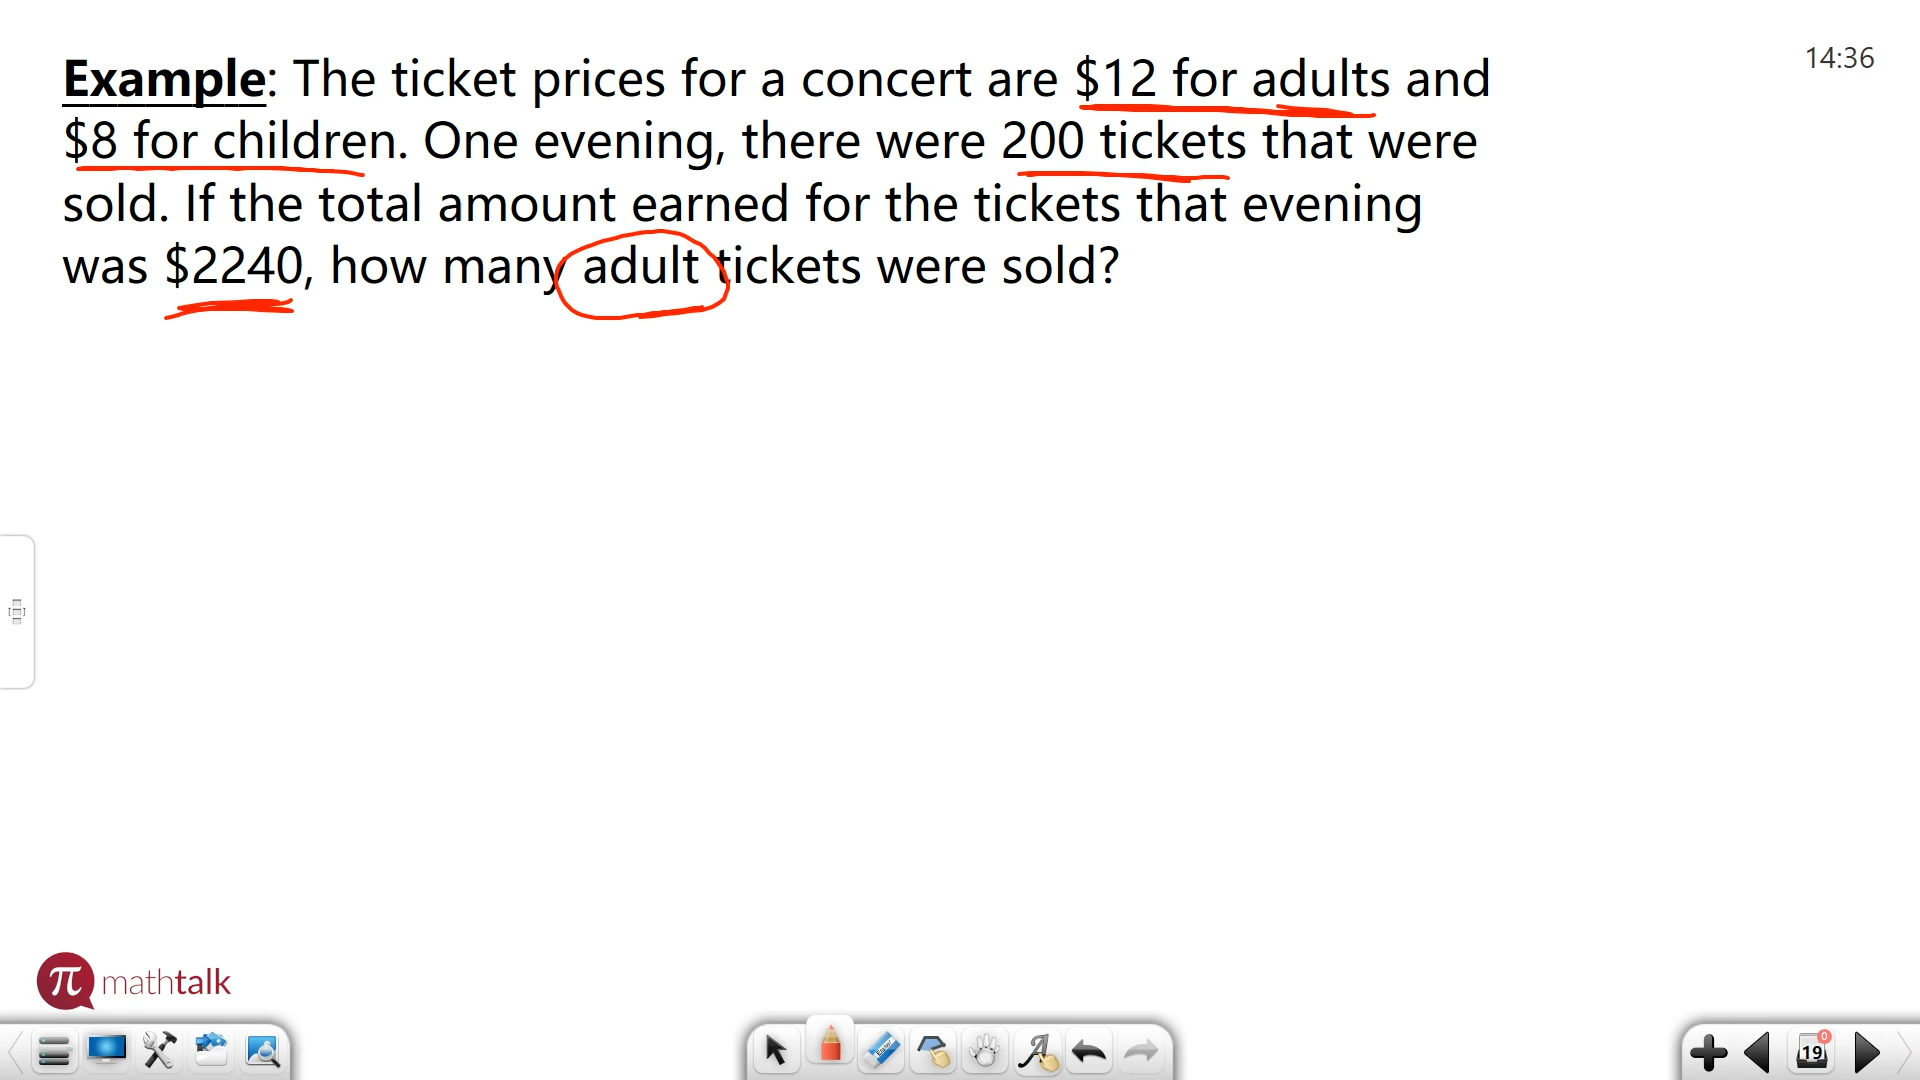 14:36
Example: The ticket prices for a concert are $12 for adults and
$8 for children. One evening, there were 200 tickets that were
sold. If the total amount earned for the tickets that evening
was $2240, how many adult tickets were sold?
π mathtalk
Eraser
A
19
0